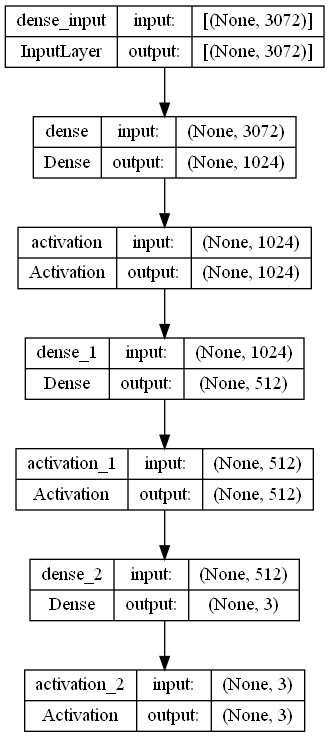 dense_input input: [(None, 3072)]
InputLayer output: [(None, 3072)]
dense input: (None, 3072)
Dense output: (None, 1024)
activation input: (None, 1024)
Activation output: (None, 1024)
dense_1 input: (None, 1024)
Dense output: (None, 512)
activation_1 input: (None, 512)
Activation output: (None, 512)
dense_2 input: (None, 512)
Dense output: (None, 3)
activation_2 input: (None, 3)
Activation output: (None, 3)